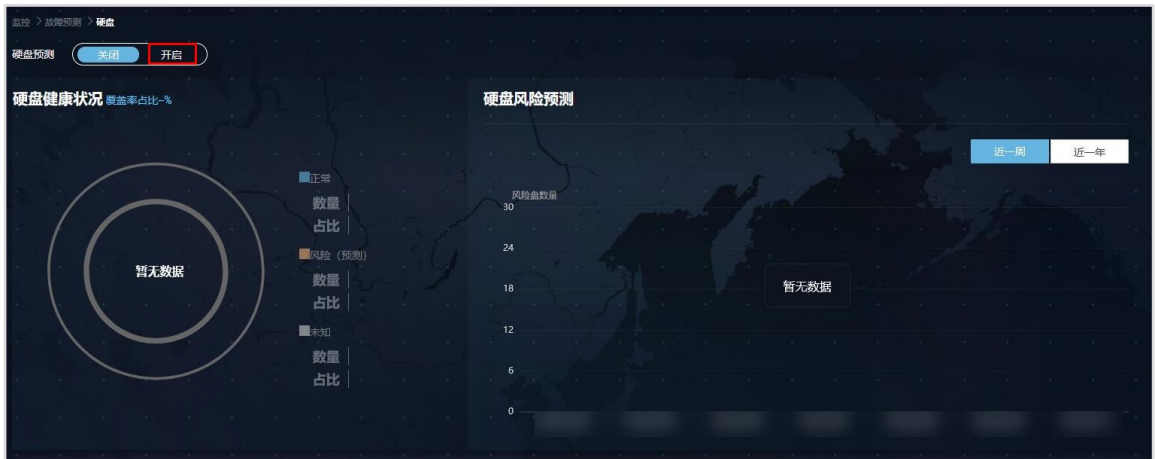 监控 > 故障预测 > 硬盘
硬盘预测 关闭 开启
硬盘健康状况 覆盖率占比-%
正常
数量
占比
风险（预测）
数量
占比
未知
数量
占比
暂无数据
硬盘风险预测
近一周 近一年
风险盘数量
30
24
18
12
6
0
暂无数据